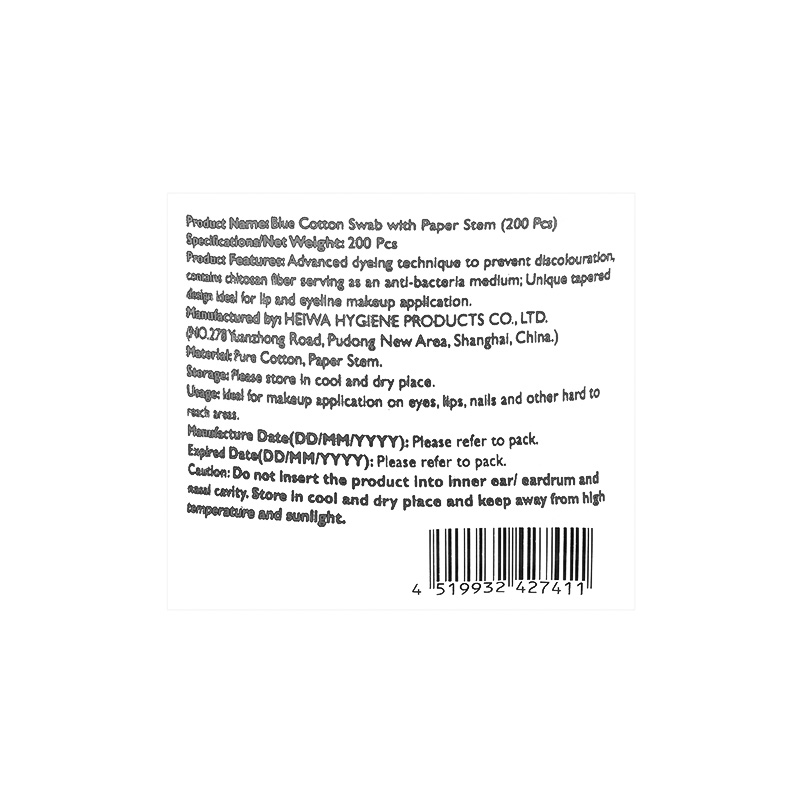 Product Name: Blue Cotton Swab with Paper Stem (200 Pcs)
Specifications/Net Weight: 200 Pcs
Product Features: Advanced dyeing technique to prevent discolouration,
contains chitosan fiber serving as an anti-bacteria medium; Unique tapered
design ideal for lip and eyeline makeup application.
Manufactured by: HEIWA HYGIENE PRODUCTS CO., LTD.
(NO.278 Yuanzhong Road, Pudong New Area, Shanghai, China.)
Material: Pure Cotton, Paper Stem.
Storage: Please store in cool and dry place.
Usage: Ideal for makeup application on eyes, lips, nails and other hard to
reach areas.
Manufacture Date(DD/MM/YYYY): Please refer to pack.
Expired Date(DD/MM/YYYY): Please refer to pack.
Caution: Do not insert the product into inner ear/ eardrum and
nasal cavity. Store in cool and dry place and keep away from high
temperature and sunlight.
4 519932 427411